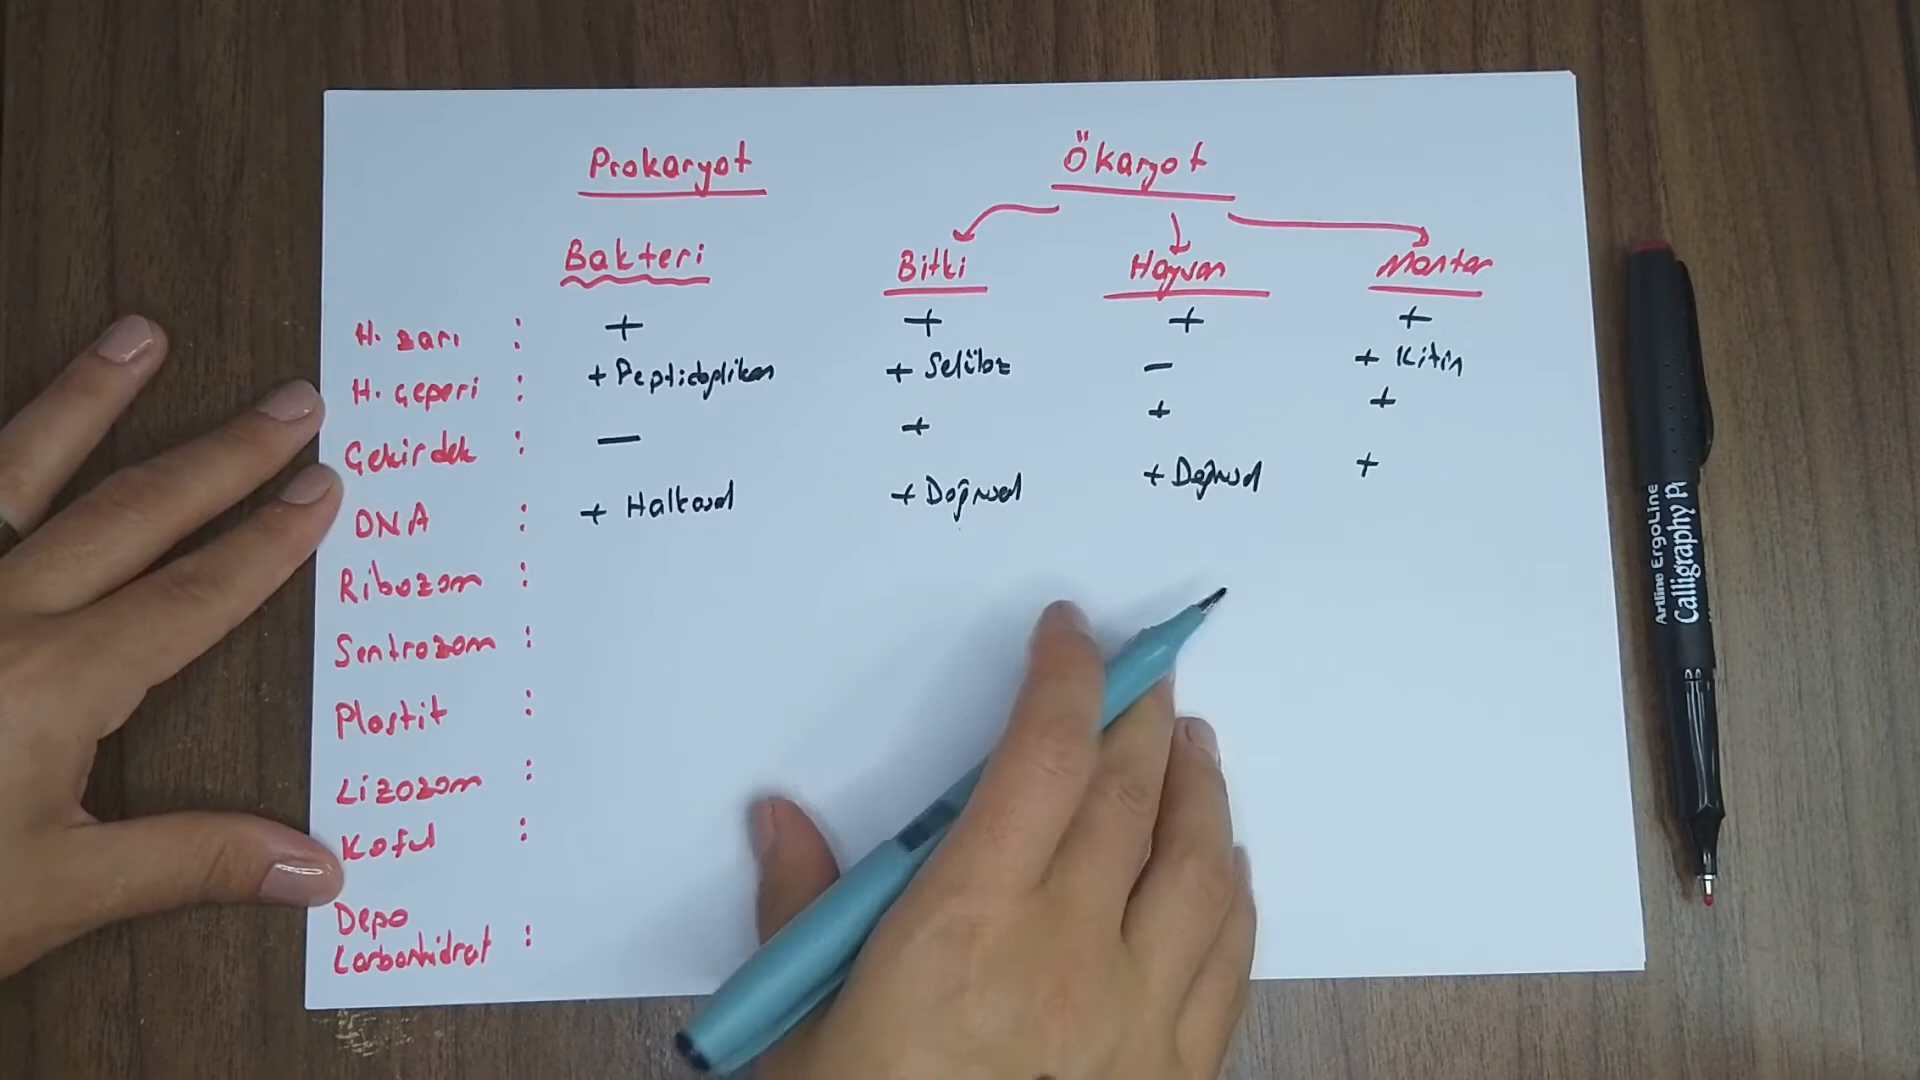 Prokaryot Ökaryot
Bakteri Bitki Hayvan Mantar
H. zarı : + + + +
H. Çeperi : + Peptidoglikan + Selüloz - + Kitin
Çekirdek : - + + +
DNA : + Halkasal + Doğrusal + Doğrusal +
Ribozom :
Sentrozom :
Plastit :
Lizozom :
Koful :
Depo
Karbonhidrat :
Artline ErgoLine
Calligraphy